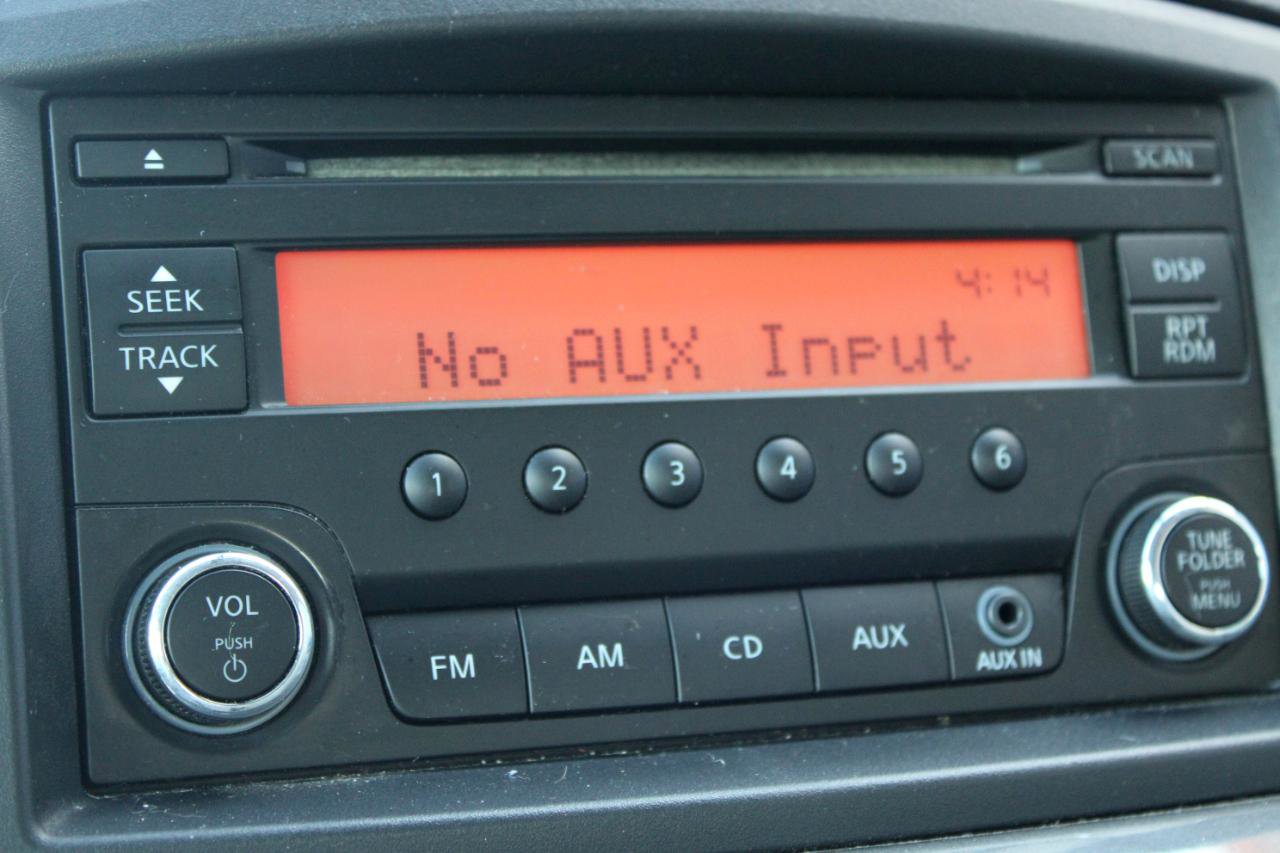 SCAN
SEEK
TRACK
4:14
No AUX Input
DISP
RPT
RDM
1 2 3 4 5 6
VOL
PUSH
FM
AM
CD
AUX
AUX IN
TUNE
FOLDER
PUSH
MENU